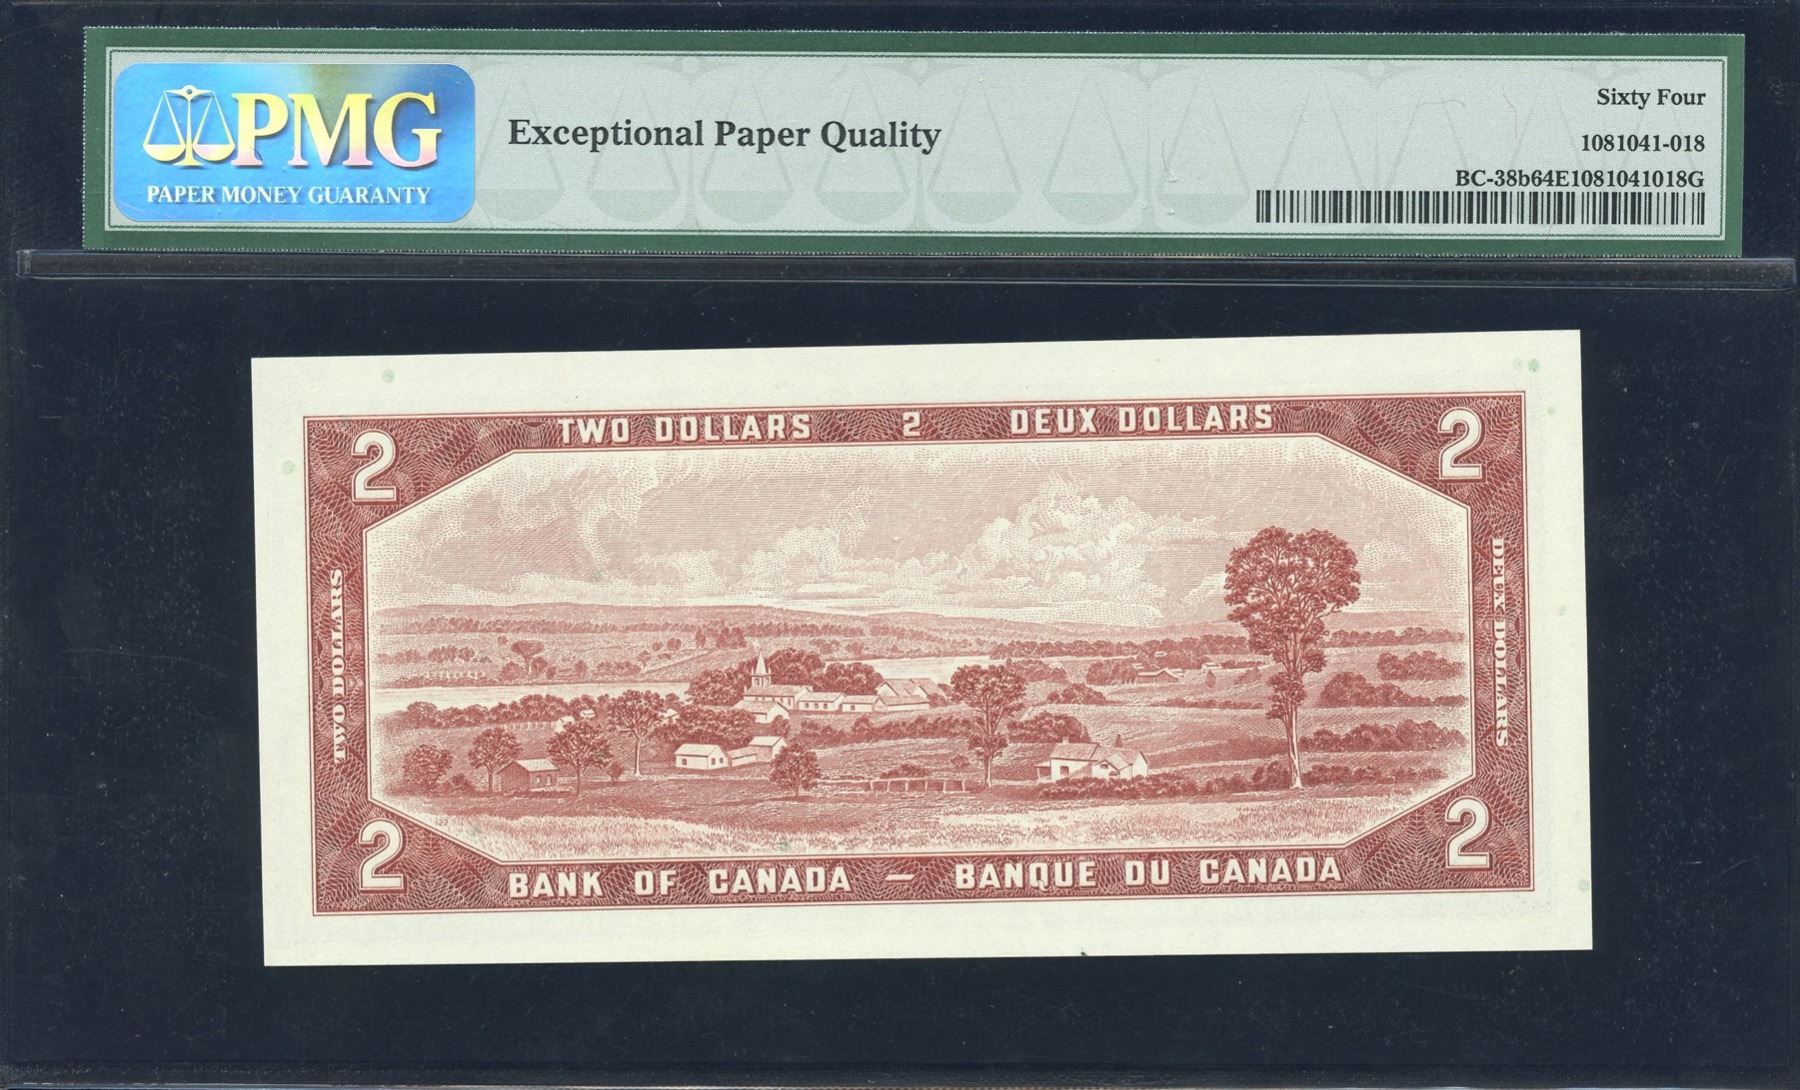 PMG
PAPER MONEY GUARANTY
Exceptional Paper Quality
Sixty Four
1081041-018
BC-38b64E1081041018G
TWO DOLLARS 2 DEUX DOLLARS
2
2
TWO DOLLARS
DEUX DOLLARS
2
2
BANK OF CANADA — BANQUE DU CANADA